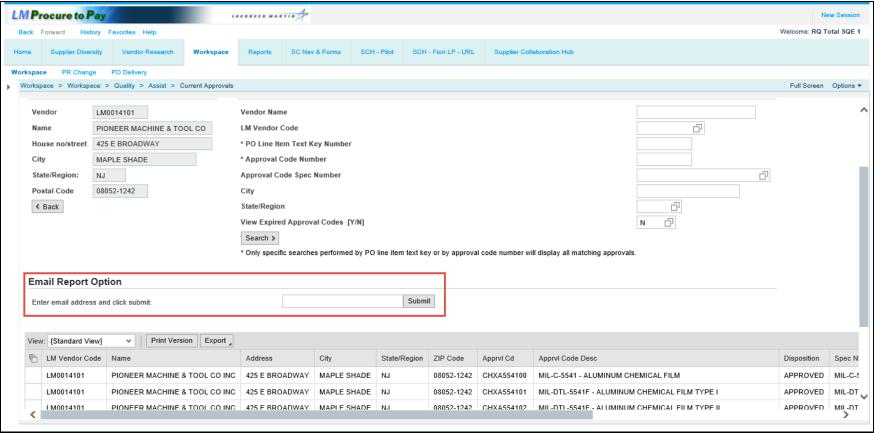 LM Procure to Pay
LOCKHEED MARTIN
New Session
Back Forward History Favorites Help
Welcome: RQ Total SQE 1
Home Supplier Diversity Vendor Research Workspace Reports SC Nav & Forms SCH - Pilot SCH - Fiori LP - URL Supplier Collaboration Hub
Workspace PR Change PO Delivery
Workspace > Workspace > Quality > Assist > Current Approvals
Full Screen Options
Vendor LM0014101
Name PIONEER MACHINE & TOOL CO
House no/street 425 E BROADWAY
City MAPLE SHADE
State/Region: NJ
Postal Code 08052-1242
< Back
Vendor Name
LM Vendor Code
* PO Line Item Text Key Number
* Approval Code Number
Approval Code Spec Number
City
State/Region
View Expired Approval Codes [Y/N] N
Search >
* Only specific searches performed by PO line item text key or by approval code number will display all matching approvals.
Email Report Option
Enter email address and click submit: Submit
View: [Standard View] Print Version Export
LM Vendor Code Name Address City State/Region ZIP Code Apprvl Cd Apprvl Code Desc Disposition Spec N
LM0014101 PIONEER MACHINE & TOOL CO INC 425 E BROADWAY MAPLE SHADE NJ 08052-1242 CHXA554100 MIL-C-5541 - ALUMINUM CHEMICAL FILM APPROVED MIL-C-5
LM0014101 PIONEER MACHINE & TOOL CO INC 425 E BROADWAY MAPLE SHADE NJ 08052-1242 CHXA554101 MIL-DTL-5541F - ALUMINUM CHEMICAL FILM TYPE I APPROVED MIL-DT
LM0014101 PIONEER MACHINE & TOOL CO INC 425 E BROADWAY MAPLE SHADE NJ 08052-1242 CHXA554102 MIL-DTL-5541F - ALUMINUM CHEMICAL FILM TYPE II APPROVED MIL-DT